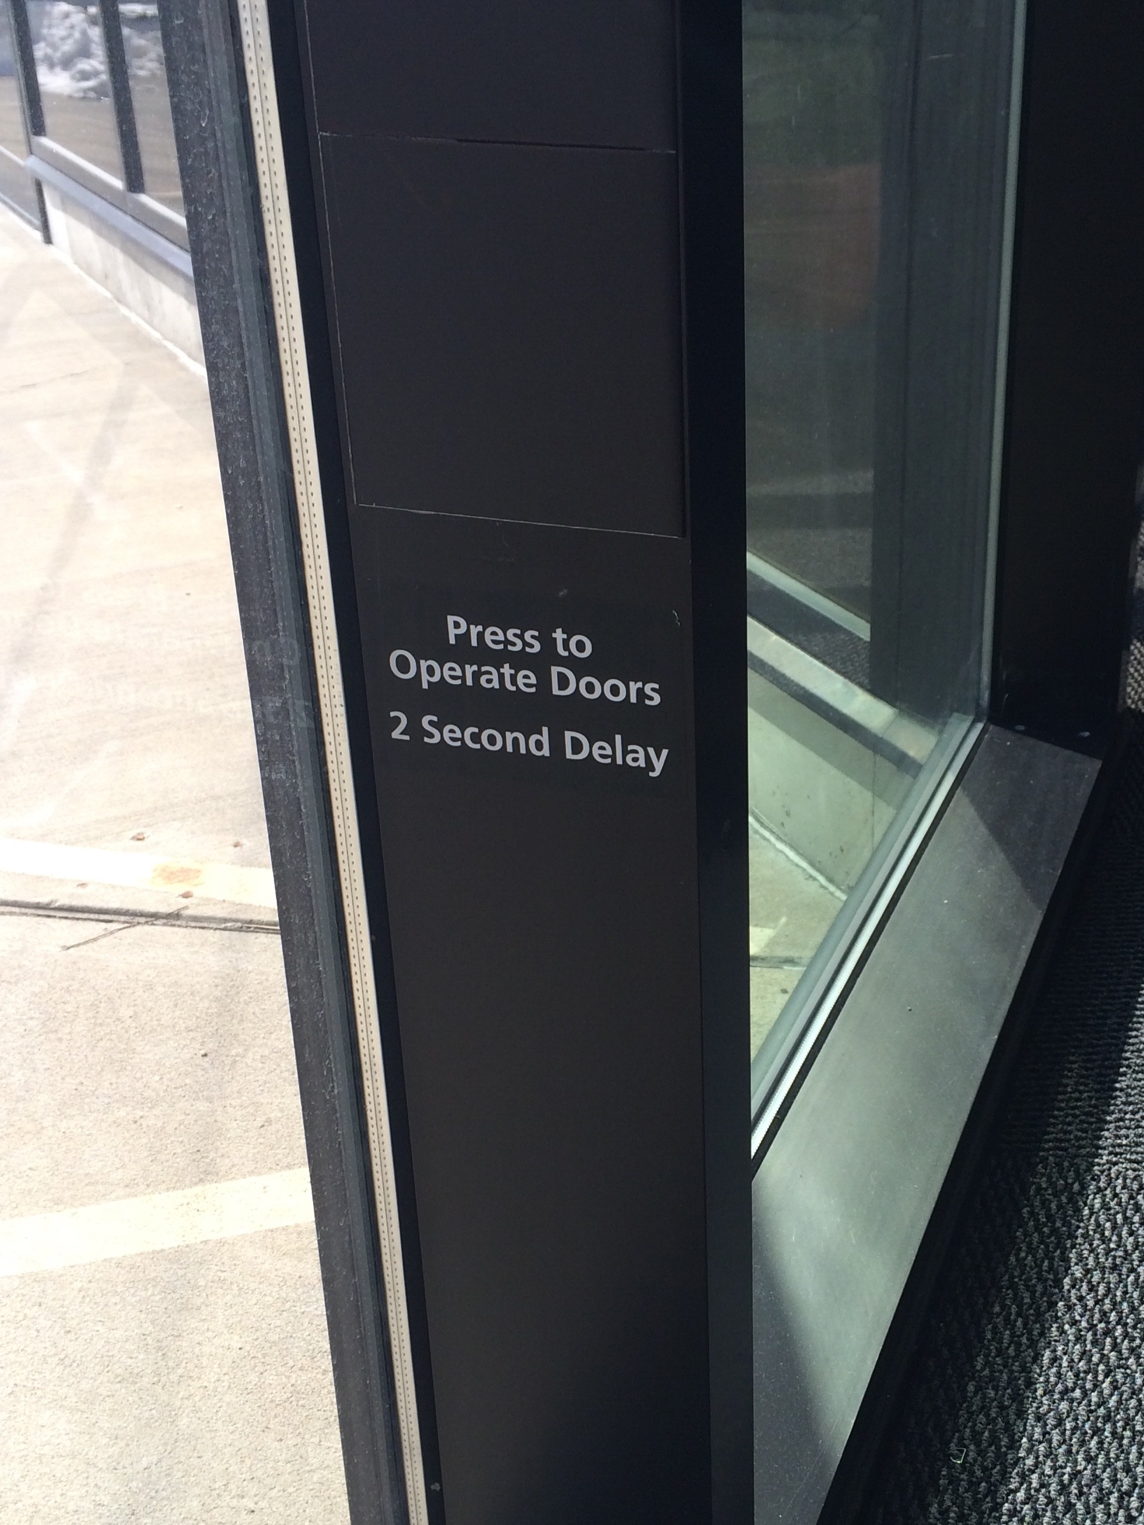 Press to
Operate Doors
2 Second Delay